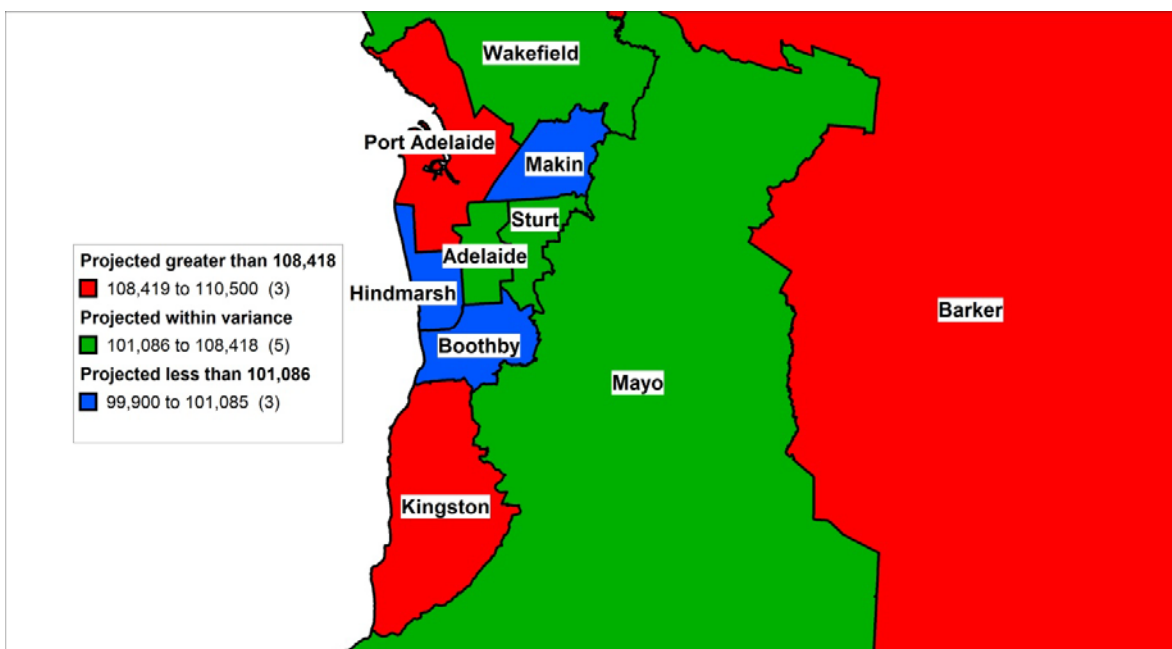 Wakefield
Port Adelaide
Makin
Sturt
Adelaide
Hindmarsh
Boothby
Barker
Mayo
Kingston
Projected greater than 108,418
108,419 to 110,500 (3)
Projected within variance
101,086 to 108,418 (5)
Projected less than 101,086
99,900 to 101,085 (3)